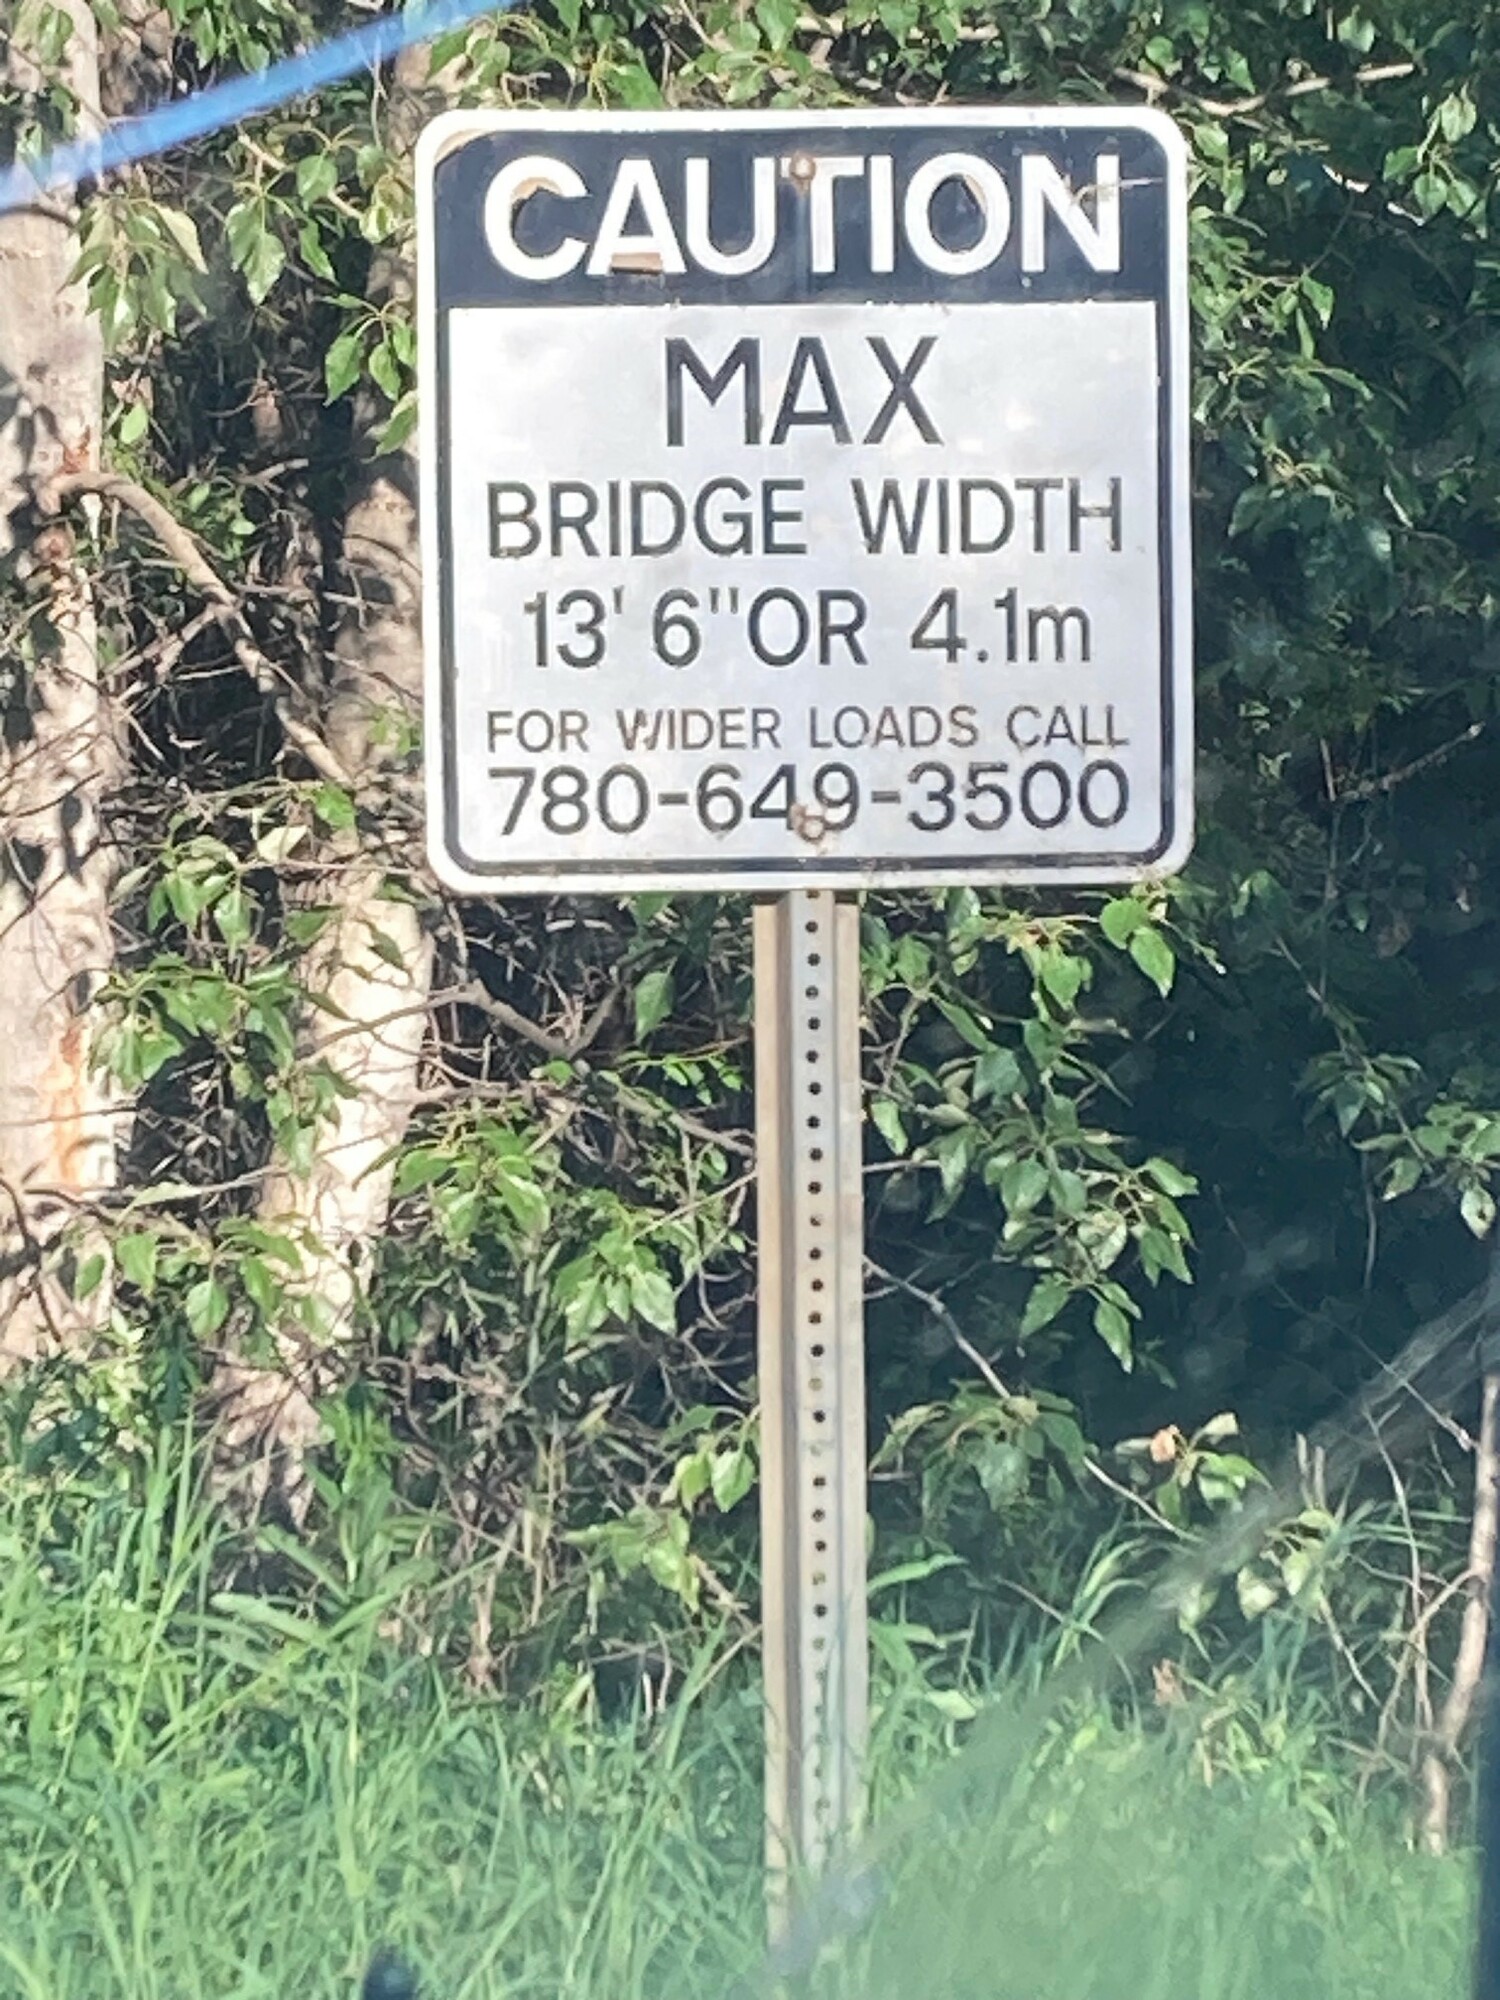 CAUTION
MAX
BRIDGE WIDTH
13' 6" OR 4.1m
FOR WIDER LOADS CALL
780-649-3500